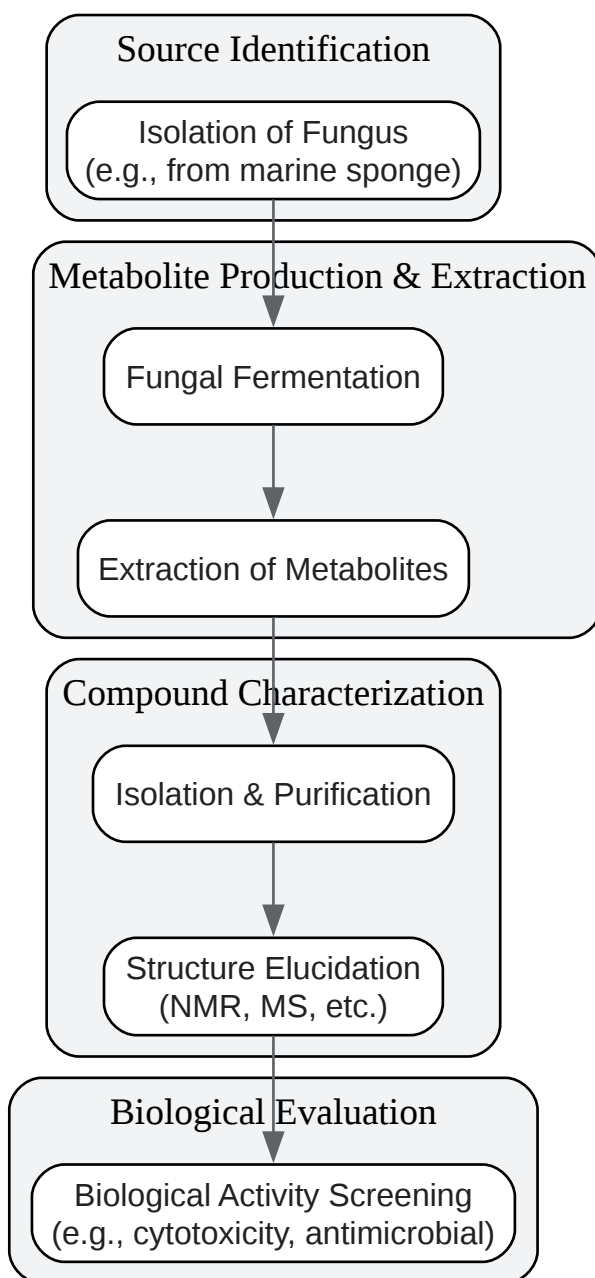 Source Identification
Isolation of Fungus
(e.g., from marine sponge)
Metabolite Production & Extraction
Fungal Fermentation
Extraction of Metabolites
Compound Characterization
Isolation & Purification
Structure Elucidation
(NMR, MS, etc.)
Biological Evaluation
Biological Activity Screening
(e.g., cytotoxicity, antimicrobial)